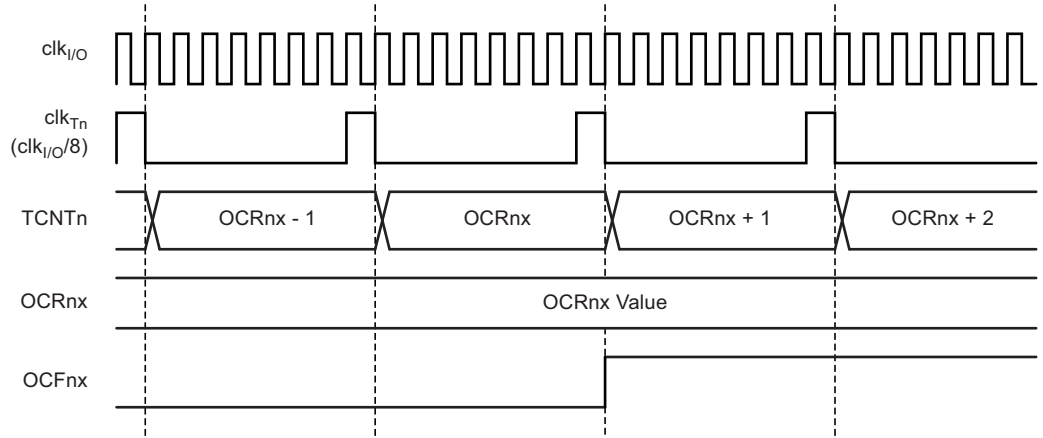 clkI/O
clkTn
(clkI/O/8)
TCNTn OCRnx - 1 OCRnx OCRnx + 1 OCRnx + 2
OCRnx OCRnx Value
OCFnx